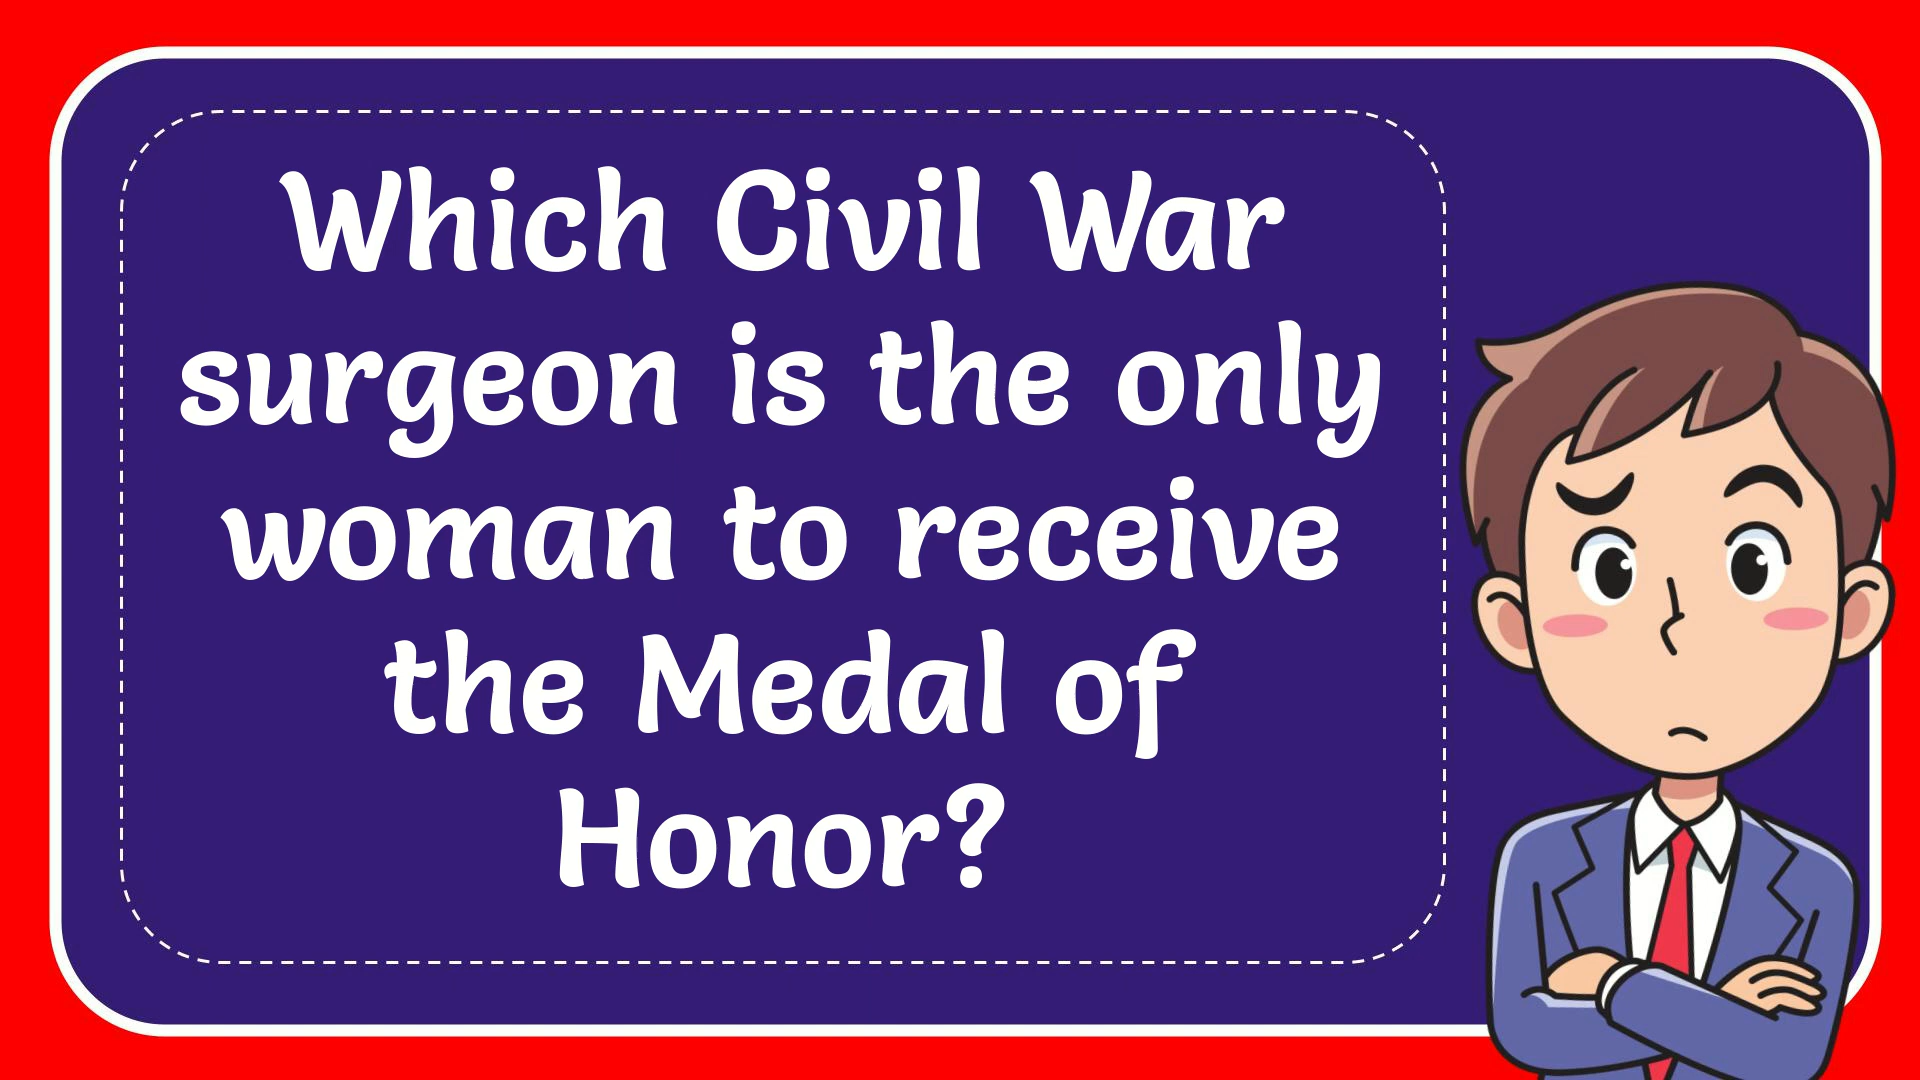 Which Civil War
surgeon is the only
woman to receive
the Medal of
Honor?